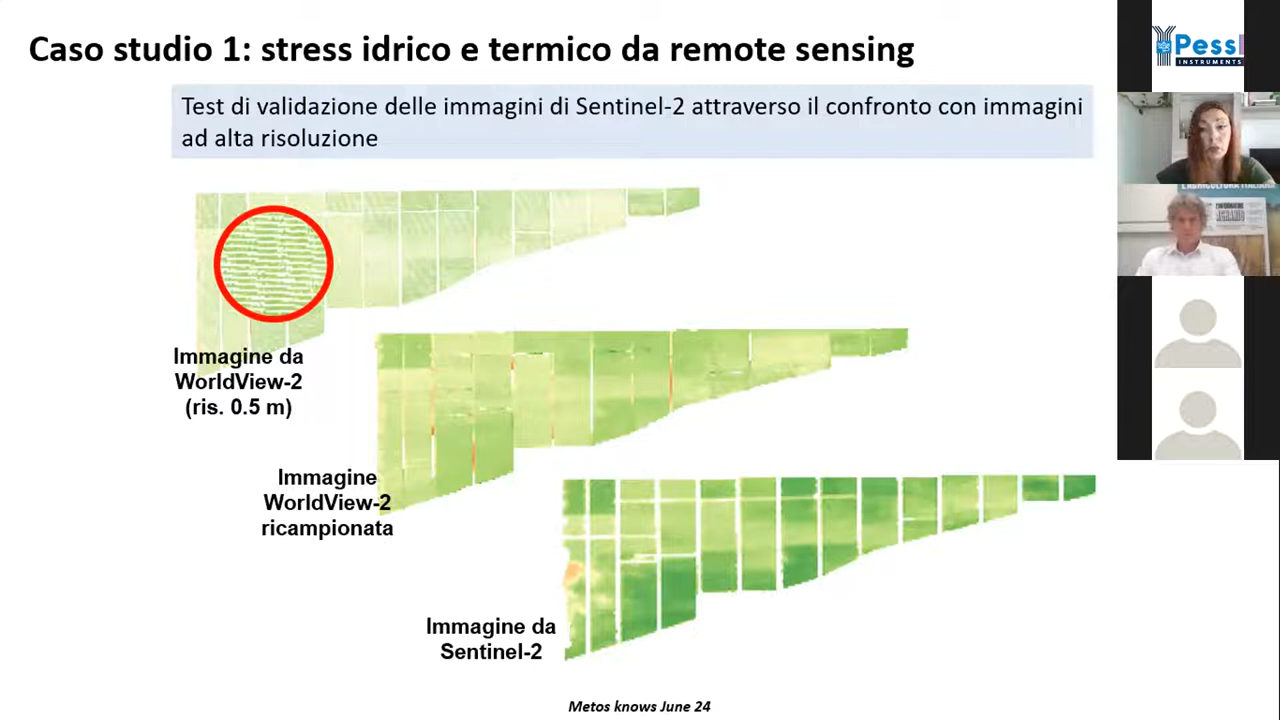 Caso studio 1: stress idrico e termico da remote sensing
Test di validazione delle immagini di Sentinel-2 attraverso il confronto con immagini
ad alta risoluzione
Immagine da
WorldView-2
(ris. 0.5 m)
Immagine
WorldView-2
ricampionata
Immagine da
Sentinel-2
Metos knows June 24
Pessl
INSTRUMENTS
L'INFORMATORE
AGRARIO